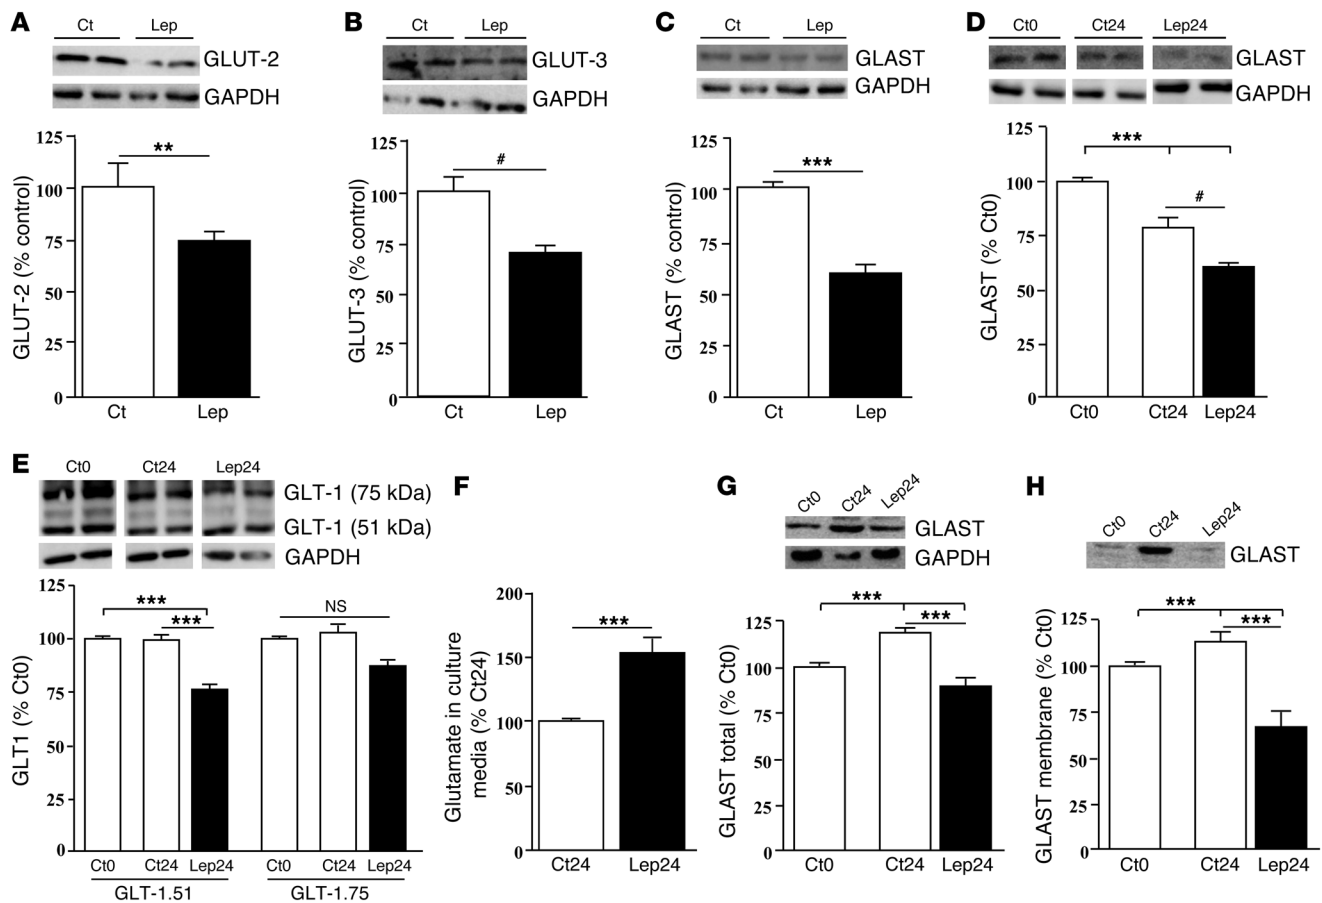 A
Ct Lep
GLUT-2
GAPDH
GLUT-2 (% control)
125
100
75
50
25
0
**
Ct Lep
B
Ct Lep
GLUT-3
GAPDH
GLUT-3 (% control)
125
100
75
50
25
0
#
Ct Lep
C
Ct Lep
GLAST
GAPDH
GLAST (% control)
125
100
75
50
25
0
***
Ct Lep
D
Ct0 Ct24 Lep24
GLAST
GAPDH
GLAST (% Ct0)
125
100
75
50
25
0
***
#
Ct0 Ct24 Lep24
E
Ct0 Ct24 Lep24
GLT-1 (75 kDa)
GLT-1 (51 kDa)
GAPDH
GLT1 (% Ct0)
125
100
75
50
25
0
***
***
NS
Ct0 Ct24 Lep24 Ct0 Ct24 Lep24
GLT-1.51 GLT-1.75
F
Glutamate in culture
media (% Ct24)
200
150
100
50
0
***
Ct24 Lep24
G
Ct0 Ct24 Lep24
GLAST
GAPDH
GLAST total (% Ct0)
125
100
75
50
25
0
***
***
Ct0 Ct24 Lep24
H
Ct0 Ct24 Lep24
GLAST
GLAST membrane (% Ct0)
125
100
75
50
25
0
***
***
Ct0 Ct24 Lep24